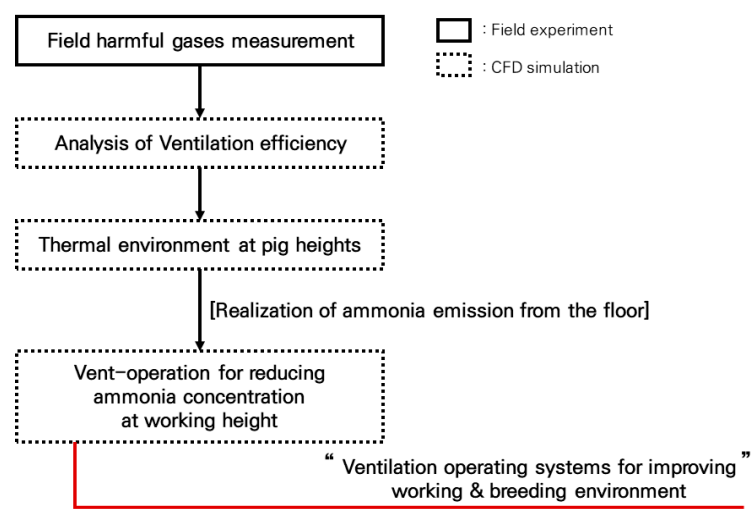 Field harmful gases measurement
: Field experiment
: CFD simulation
Analysis of Ventilation efficiency
Thermal environment at pig heights
[Realization of ammonia emission from the floor]
Vent-operation for reducing
ammonia concentration
at working height
“ Ventilation operating systems for improving ”
working & breeding environment